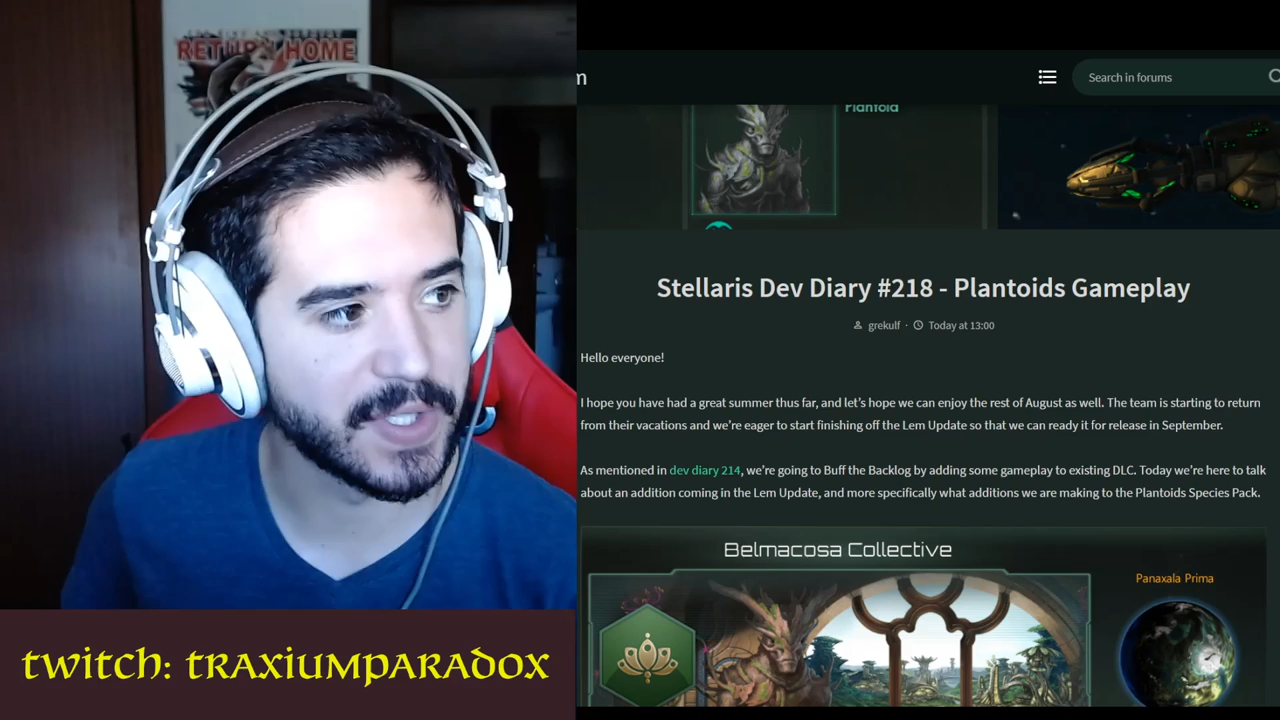 RETURN HOME
twitch: traxiumparadox
m
Search in forums
Plantoid
Stellaris Dev Diary #218 - Plantoids Gameplay
grekulf · Today at 13:00
Hello everyone!
I hope you have had a great summer thus far, and let's hope we can enjoy the rest of August as well. The team is starting to return
from their vacations and we're eager to start finishing off the Lem Update so that we can ready it for release in September.
As mentioned in dev diary 214, we're going to Buff the Backlog by adding some gameplay to existing DLC. Today we're here to talk
about an addition coming in the Lem Update, and more specifically what additions we are making to the Plantoids Species Pack.
Belmacosa Collective
Panaxala Prima